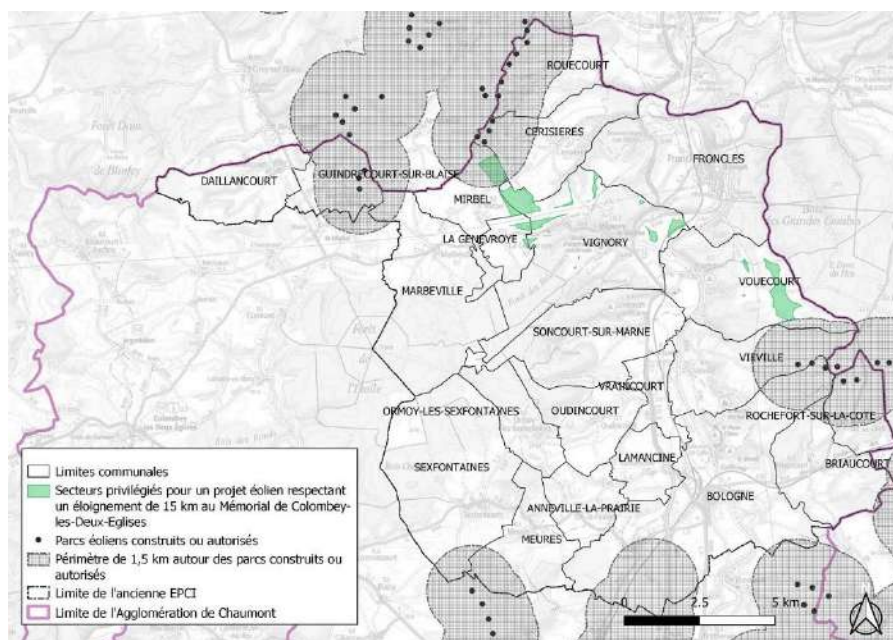 ROUECOURT
CERISIERES
FRONCLES
DAILLANCOURT
GUINDRECOURT-SUR-BLAISE
MIRBEL
LA GENEVROYE
VIGNORY
MARBEVILLE
VOUECOURT
SONCOURT-SUR-MARNE
VIEVILLE
VRAINCOURT
ORMOY-LES-SEXFONTAINES
OUDINCOURT
ROCHEFORT-SUR-LA-COTE
SEXFONTAINES
LAMANCINE
BRIAUCOURT
ANNEVILLE-LA-PRAIRIE
BOLOGNE
MEURES
Limites communales
Secteurs privilégiés pour un projet éolien respectant
un éloignement de 15 km au Mémorial de Colombey-
les-Deux-Eglises
Parcs éoliens construits ou autorisés
Périmètre de 1,5 km autour des parcs construits ou
autorisés
Limite de l'ancienne EPCI
Limite de l'Agglomération de Chaumont
0 2.5 5 km